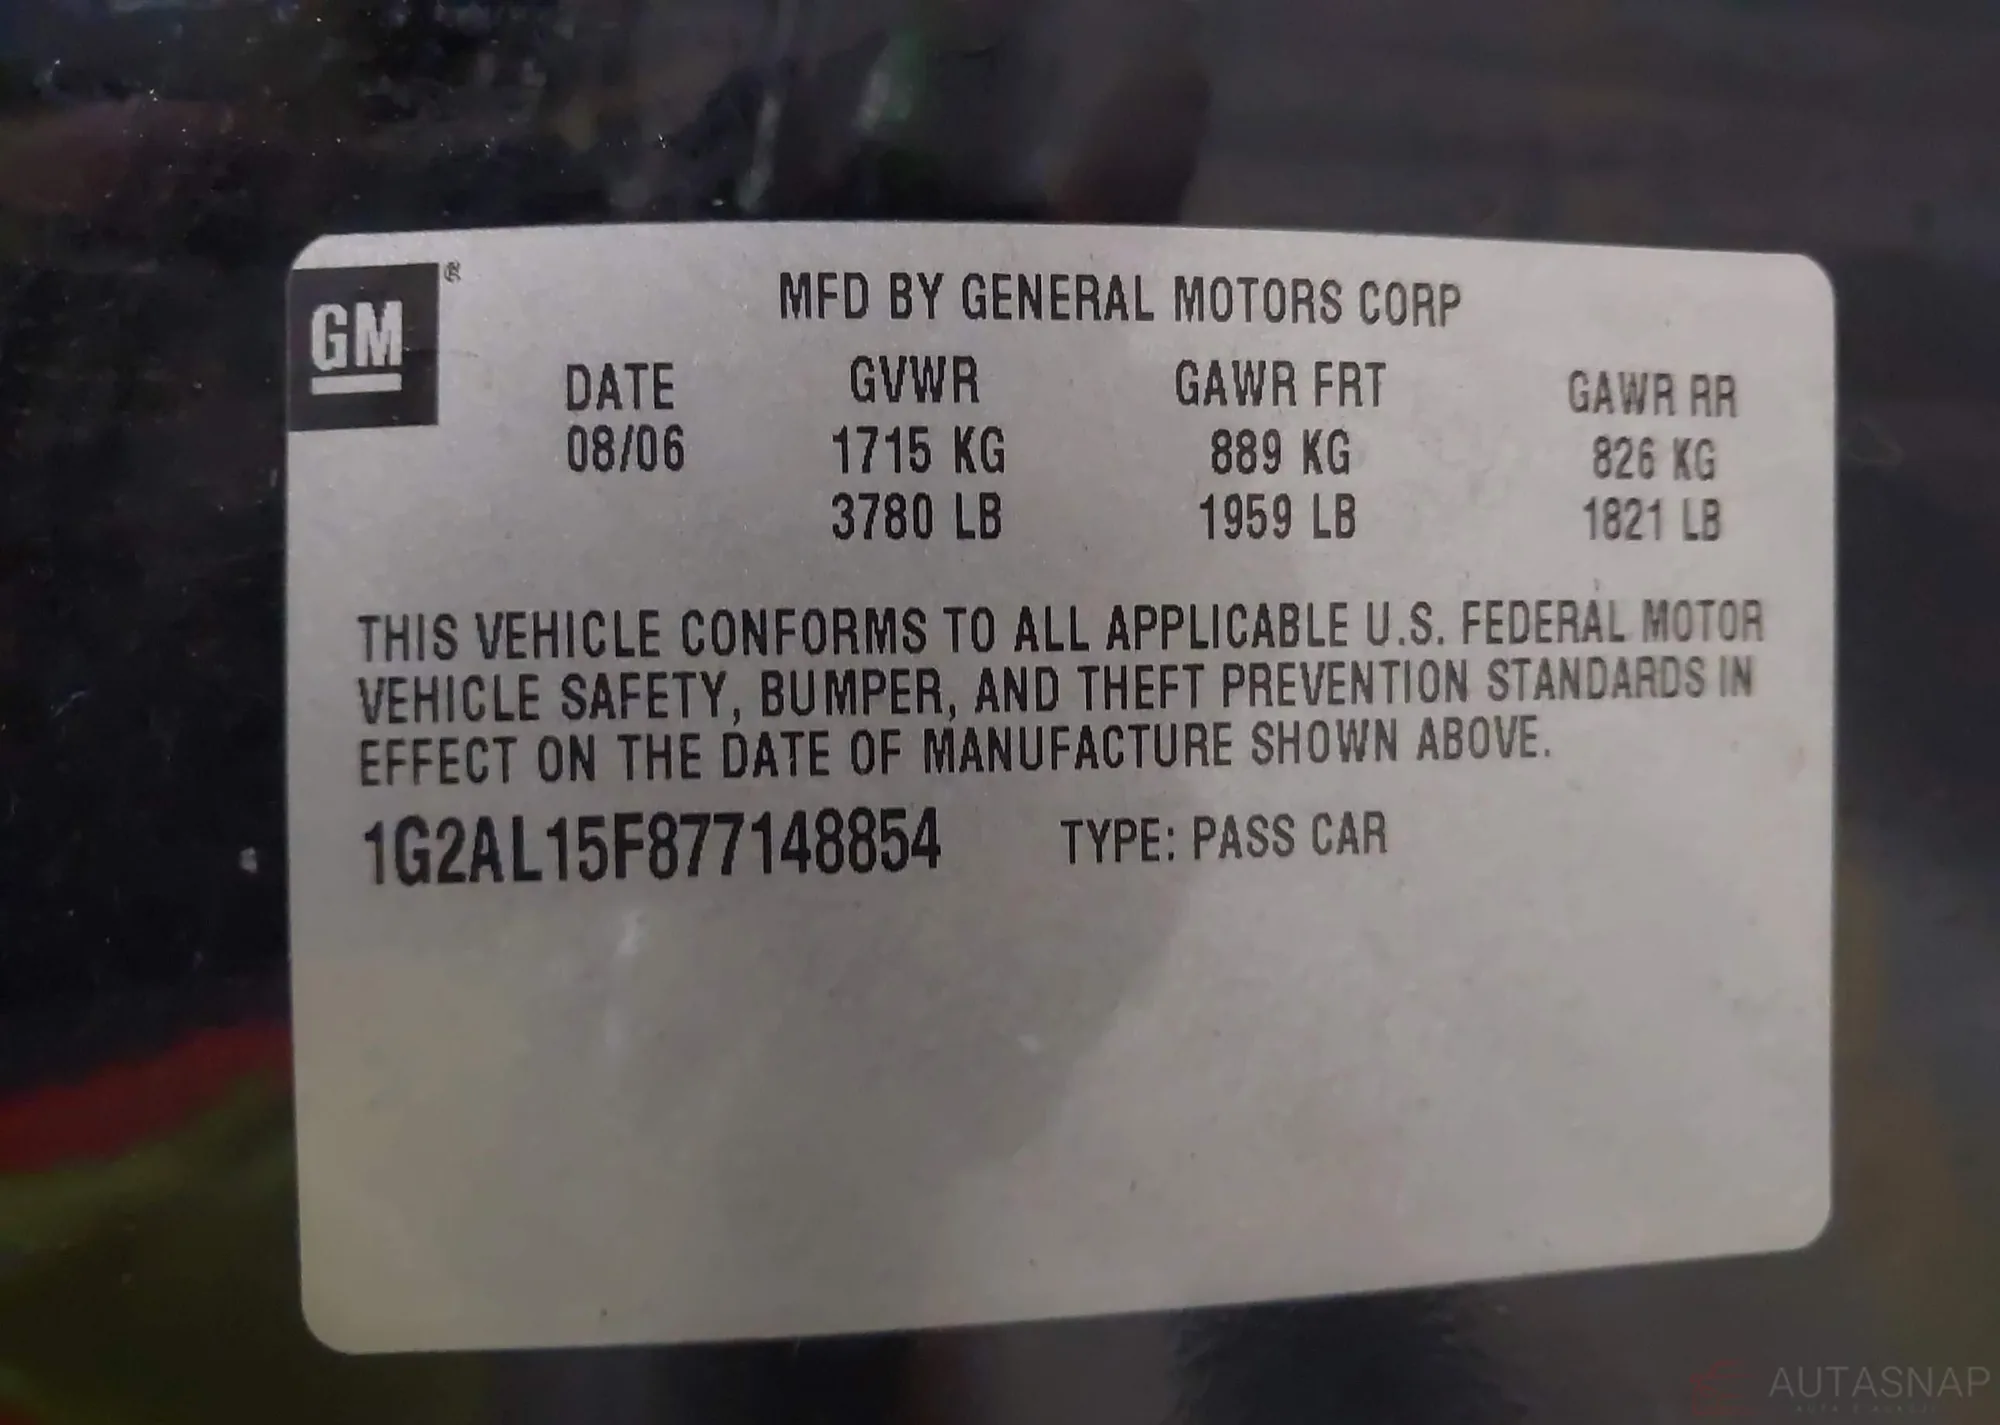 GM ®
MFD BY GENERAL MOTORS CORP
DATE GVWR GAWR FRT GAWR RR
08/06 1715 KG 889 KG 826 KG
3780 LB 1959 LB 1821 LB
THIS VEHICLE CONFORMS TO ALL APPLICABLE U.S. FEDERAL MOTOR
VEHICLE SAFETY, BUMPER, AND THEFT PREVENTION STANDARDS IN
EFFECT ON THE DATE OF MANUFACTURE SHOWN ABOVE.
1G2AL15F877148854 TYPE: PASS CAR
AUTASNAP